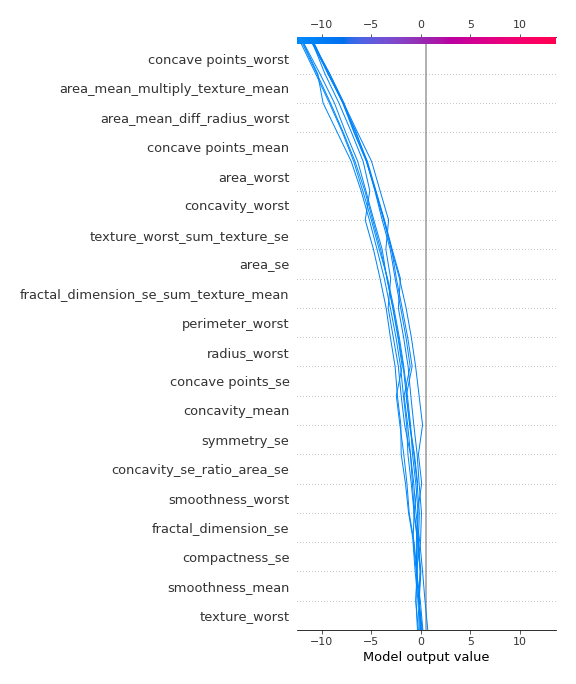 −10 −5 0 5 10
concave points_worst
area_mean_multiply_texture_mean
area_mean_diff_radius_worst
concave points_mean
area_worst
concavity_worst
texture_worst_sum_texture_se
area_se
fractal_dimension_se_sum_texture_mean
perimeter_worst
radius_worst
concave points_se
concavity_mean
symmetry_se
concavity_se_ratio_area_se
smoothness_worst
fractal_dimension_se
compactness_se
smoothness_mean
texture_worst
−10 −5 0 5 10
Model output value